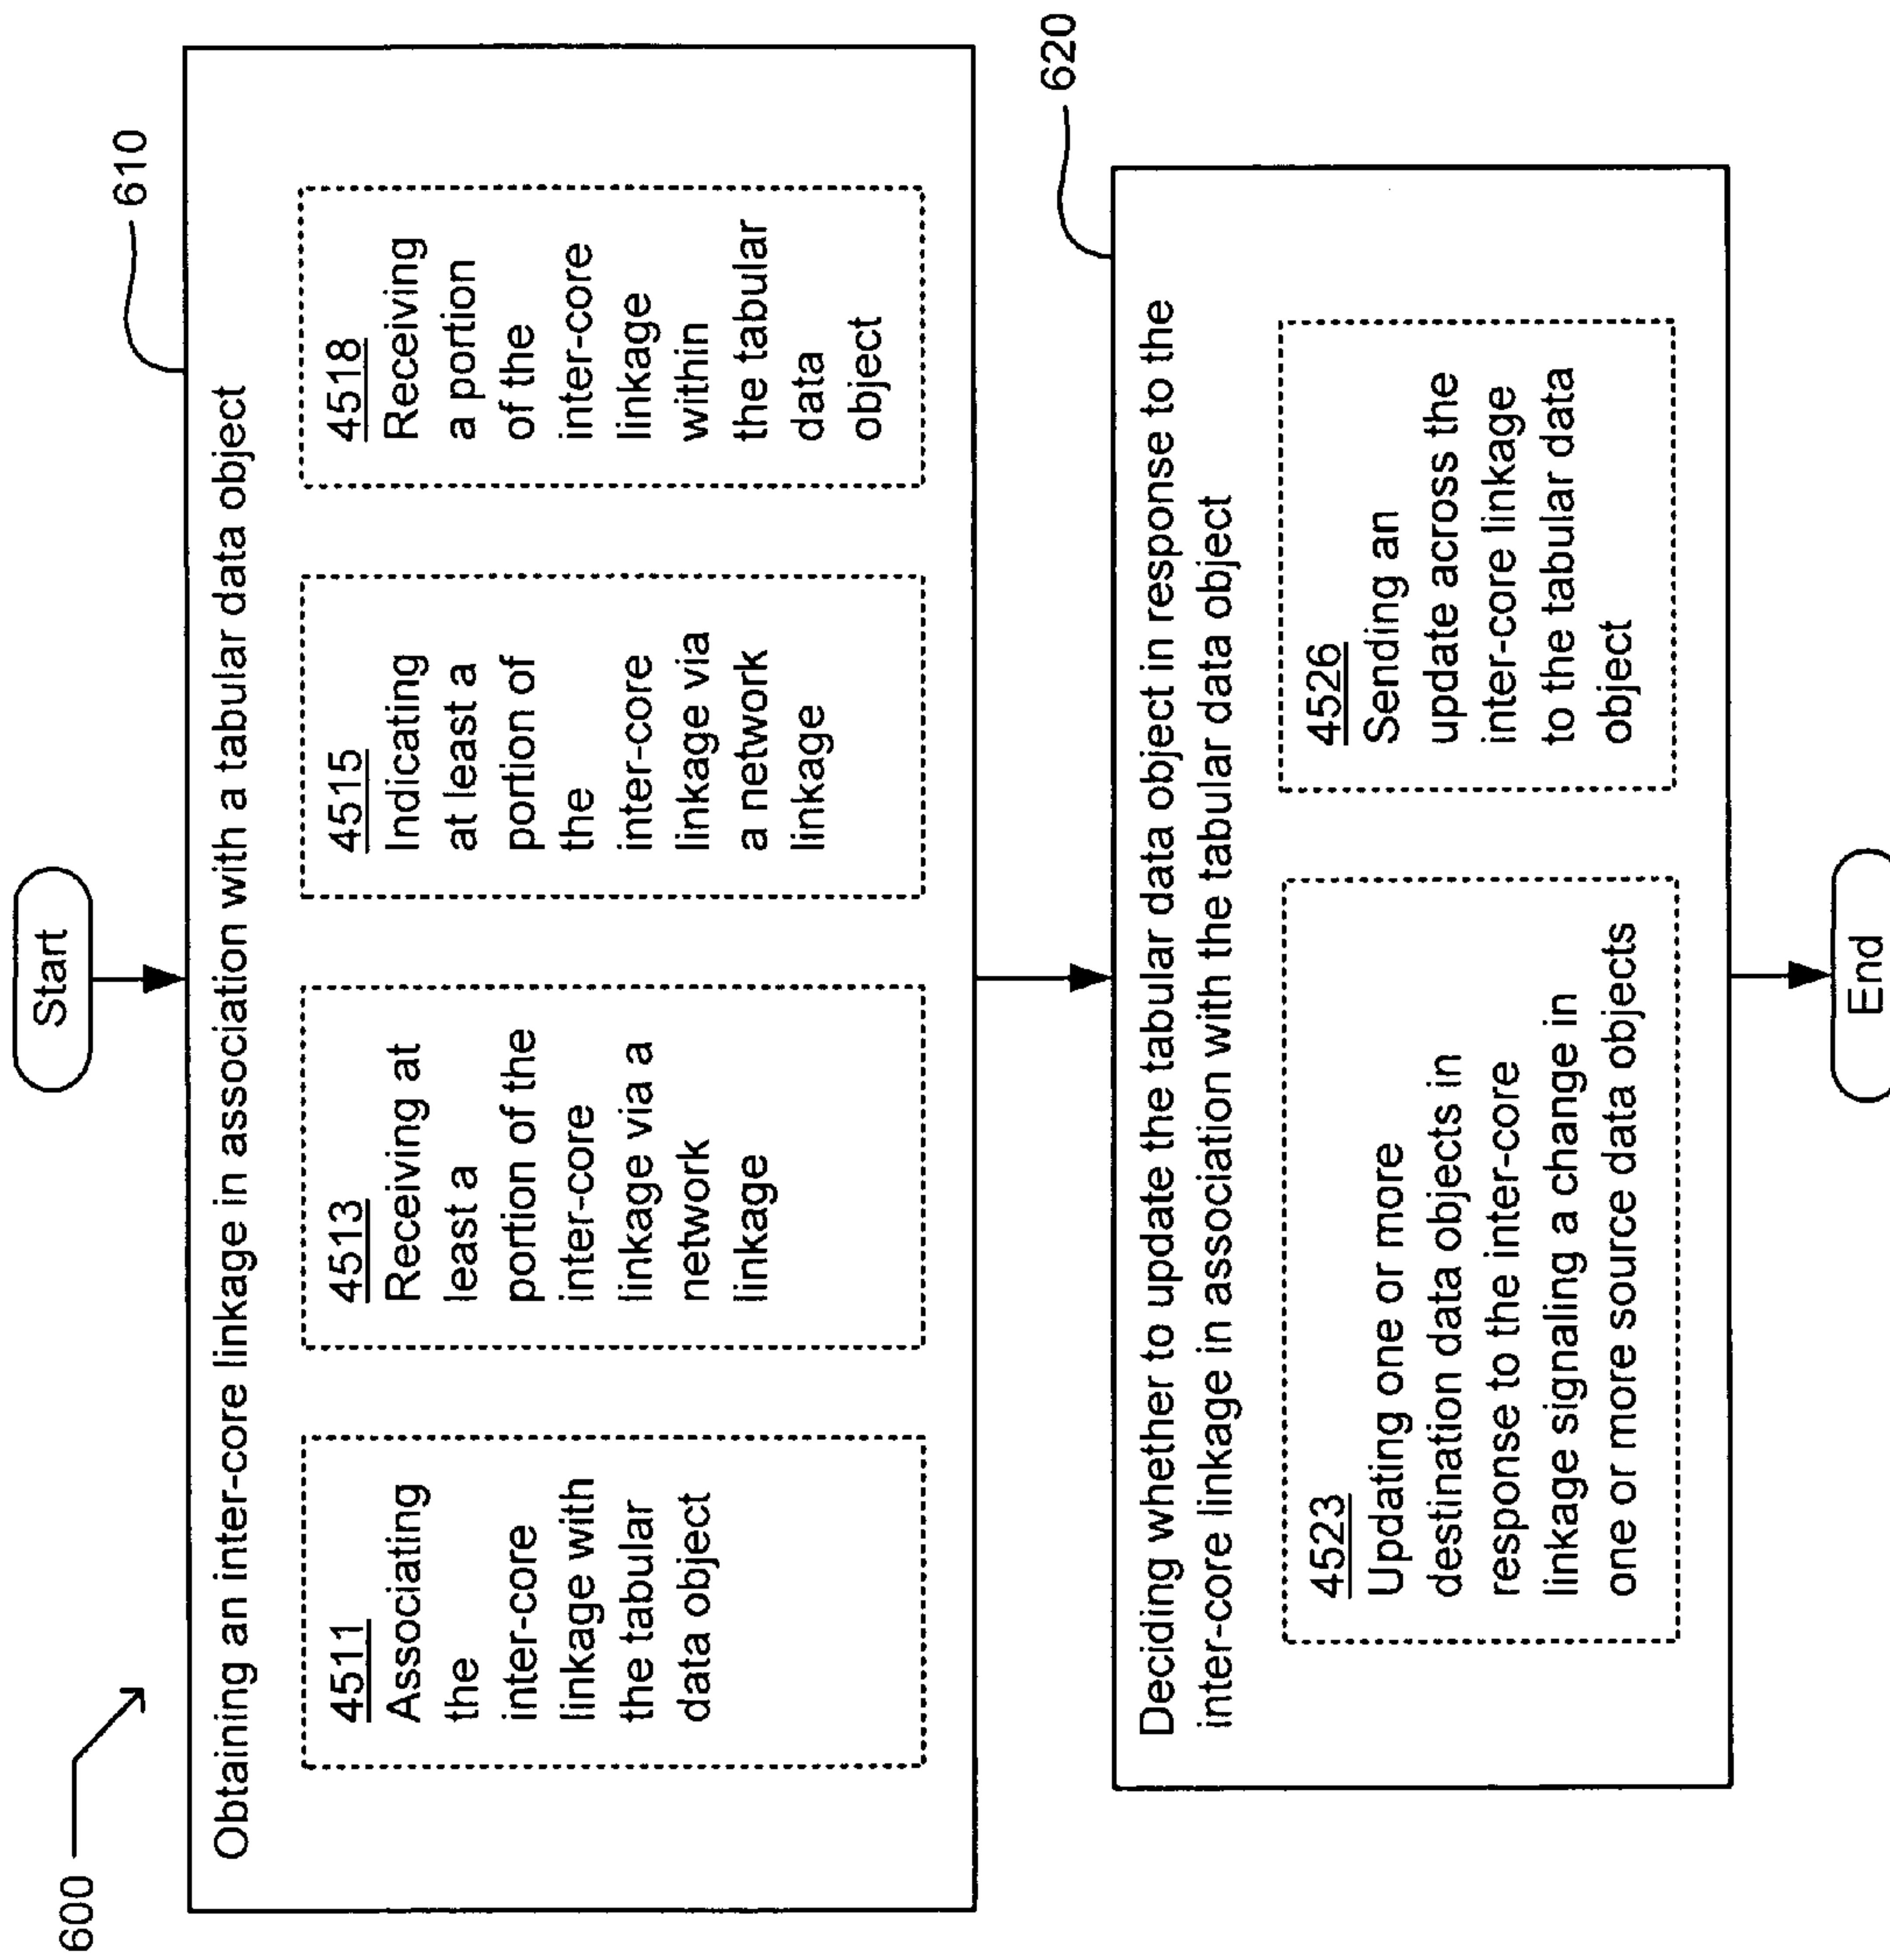 600
Start
610
Obtaining an inter-core linkage in association with a tabular data object
4511
Associating
the
inter-core
linkage with
the tabular
data object
4513
Receiving at
least a
portion of the
inter-core
linkage via a
network
linkage
4515
Indicating
at least a
portion of
the
inter-core
linkage via
a network
linkage
4518
Receiving
a portion
of the
inter-core
linkage
within
the tabular
data
object
620
Deciding whether to update the tabular data object in response to the
inter-core linkage in association with the tabular data object
4523
Updating one or more
destination data objects in
response to the inter-core
linkage signaling a change in
one or more source data objects
4526
Sending an
update across the
inter-core linkage
to the tabular data
object
End